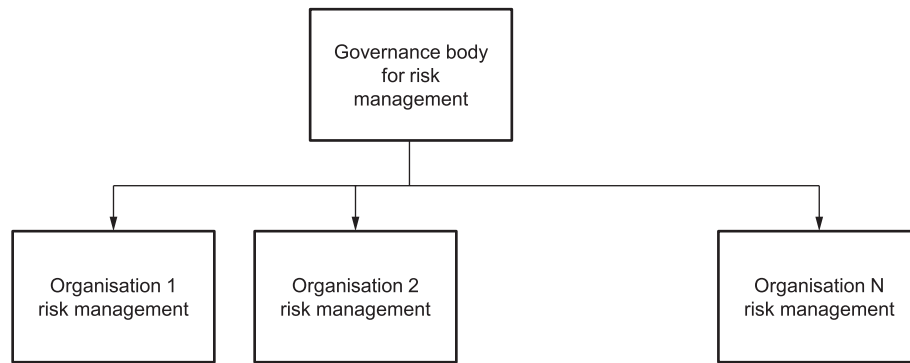 Governance body
for risk
management
Organisation 1
risk management
Organisation 2
risk management
Organisation N
risk management